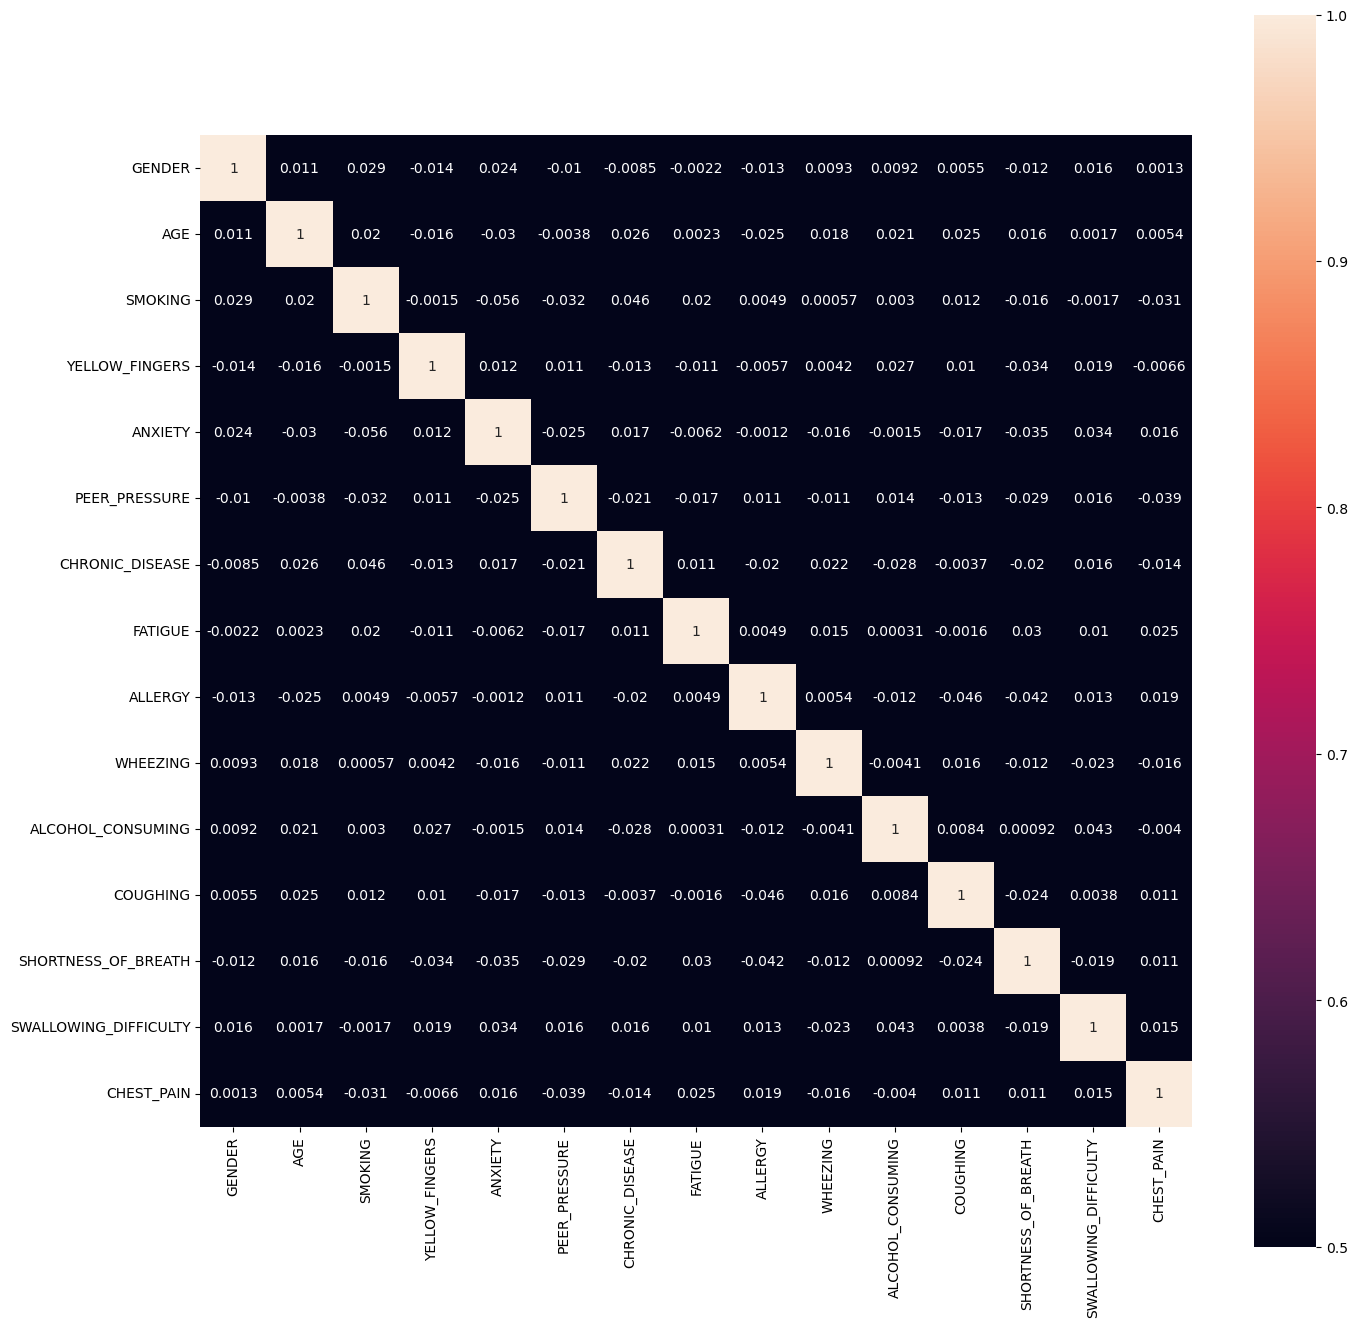 1.0
GENDER 1 0.011 0.029 -0.014 0.024 -0.01 -0.0085 -0.0022 -0.013 0.0093 0.0092 0.0055 -0.012 0.016 0.0013
AGE 0.011 1 0.02 -0.016 -0.03 -0.0038 0.026 0.0023 -0.025 0.018 0.021 0.025 0.016 0.0017 0.0054
0.9
SMOKING 0.029 0.02 1 -0.0015 -0.056 -0.032 0.046 0.02 0.0049 0.00057 0.003 0.012 -0.016 -0.0017 -0.031
YELLOW_FINGERS -0.014 -0.016 -0.0015 1 0.012 0.011 -0.013 -0.011 -0.0057 0.0042 0.027 0.01 -0.034 0.019 -0.0066
ANXIETY 0.024 -0.03 -0.056 0.012 1 -0.025 0.017 -0.0062 -0.0012 -0.016 -0.0015 -0.017 -0.035 0.034 0.016
PEER_PRESSURE -0.01 -0.0038 -0.032 0.011 -0.025 1 -0.021 -0.017 0.011 -0.011 0.014 -0.013 -0.029 0.016 -0.039
0.8
CHRONIC_DISEASE -0.0085 0.026 0.046 -0.013 0.017 -0.021 1 0.011 -0.02 0.022 -0.028 -0.0037 -0.02 0.016 -0.014
FATIGUE -0.0022 0.0023 0.02 -0.011 -0.0062 -0.017 0.011 1 0.0049 0.015 0.00031 -0.0016 0.03 0.01 0.025
ALLERGY -0.013 -0.025 0.0049 -0.0057 -0.0012 0.011 -0.02 0.0049 1 0.0054 -0.012 -0.046 -0.042 0.013 0.019
0.7
WHEEZING 0.0093 0.018 0.00057 0.0042 -0.016 -0.011 0.022 0.015 0.0054 1 -0.0041 0.016 -0.012 -0.023 -0.016
ALCOHOL_CONSUMING 0.0092 0.021 0.003 0.027 -0.0015 0.014 -0.028 0.00031 -0.012 -0.0041 1 0.0084 0.00092 0.043 -0.004
COUGHING 0.0055 0.025 0.012 0.01 -0.017 -0.013 -0.0037 -0.0016 -0.046 0.016 0.0084 1 -0.024 0.0038 0.011
SHORTNESS_OF_BREATH -0.012 0.016 -0.016 -0.034 -0.035 -0.029 -0.02 0.03 -0.042 -0.012 0.00092 -0.024 1 -0.019 0.011
0.6
SWALLOWING_DIFFICULTY 0.016 0.0017 -0.0017 0.019 0.034 0.016 0.016 0.01 0.013 -0.023 0.043 0.0038 -0.019 1 0.015
CHEST_PAIN 0.0013 0.0054 -0.031 -0.0066 0.016 -0.039 -0.014 0.025 0.019 -0.016 -0.004 0.011 0.011 0.015 1
0.5
GENDER
AGE
SMOKING
YELLOW_FINGERS
ANXIETY
PEER_PRESSURE
CHRONIC_DISEASE
FATIGUE
ALLERGY
WHEEZING
ALCOHOL_CONSUMING
COUGHING
SHORTNESS_OF_BREATH
SWALLOWING_DIFFICULTY
CHEST_PAIN